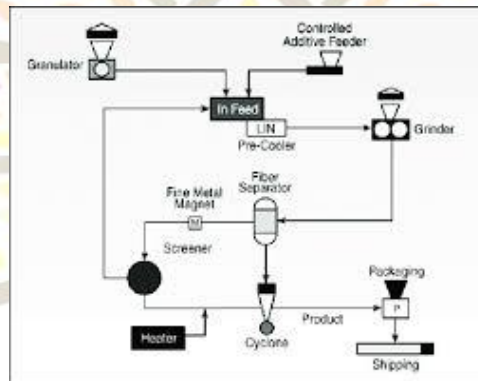 Controlled
Additive Feeder
Granulator
In Feed
LIN
Pre-Cooler
Grinder
Fiber
Separator
Fine Metal
Magnet
M
Screener
Packaging
P
Product
Heater
Cyclone
Shipping